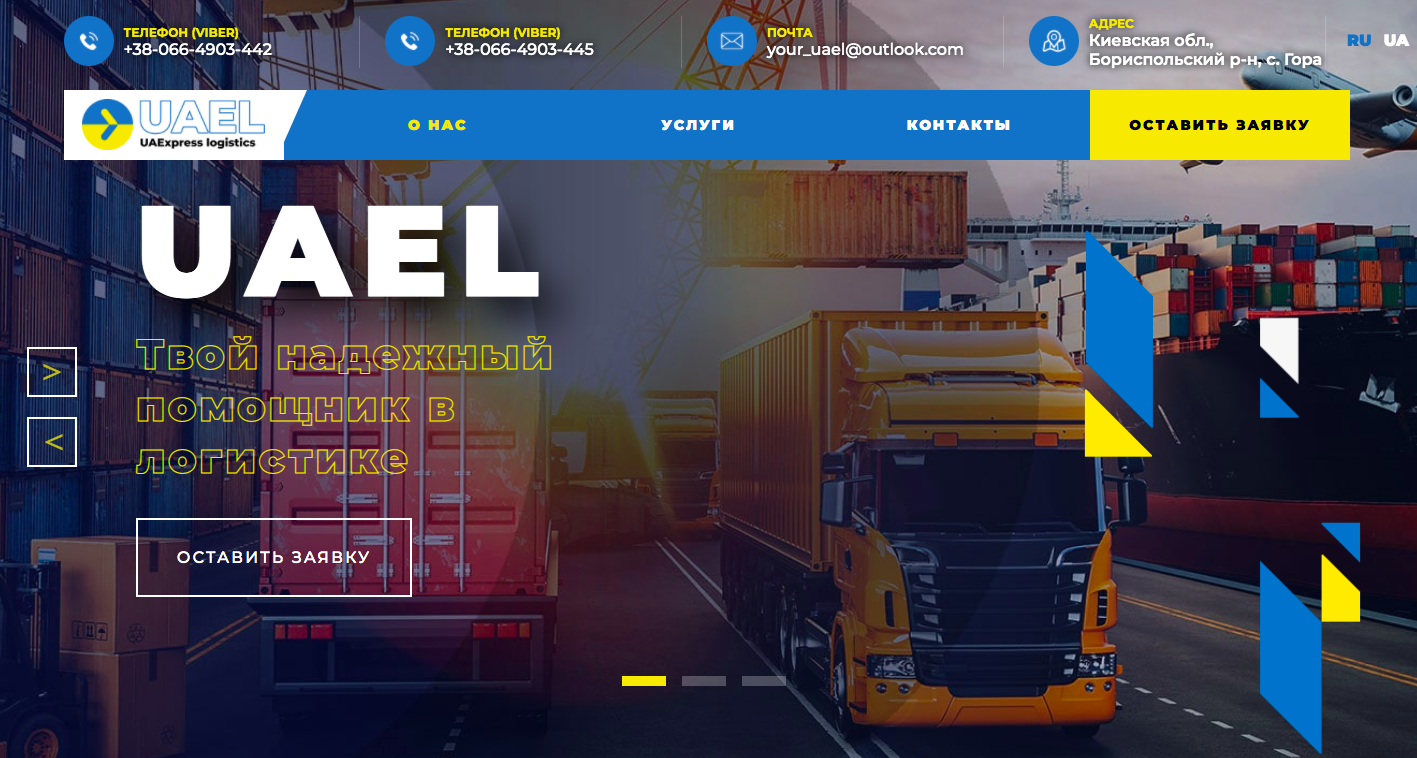 ТЕЛЕФОН (VIBER)
+38-066-4903-442
ТЕЛЕФОН (VIBER)
+38-066-4903-445
ПОЧТА
your_uael@outlook.com
АДРЕС
Киевская обл.,
Бориспольский р-н, с. Гора
RU UA
UAEL
UAExpress logistics
О НАС
УСЛУГИ
КОНТАКТЫ
ОСТАВИТЬ ЗАЯВКУ
UAEL
Твой надежный
помощник в
логистике
>
<
ОСТАВИТЬ ЗАЯВКУ